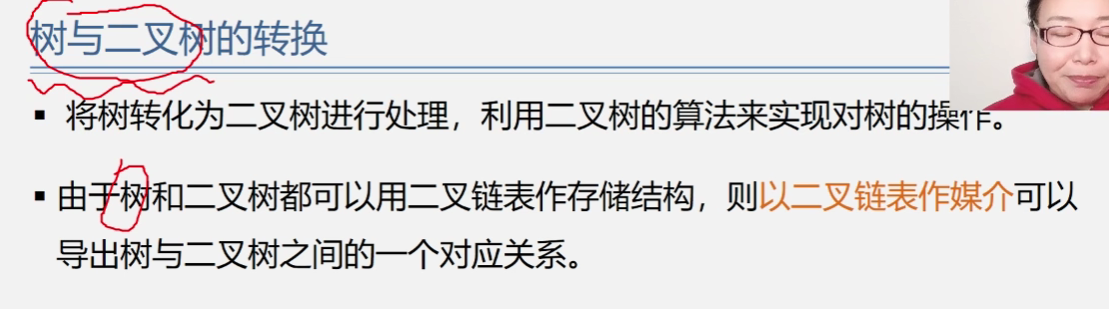 树与二叉树的转换
▪ 将树转化为二叉树进行处理，利用二叉树的算法来实现对树的操作。
▪ 由于树和二叉树都可以用二叉链表作存储结构，则以二叉链表作媒介可以
导出树与二叉树之间的一个对应关系。